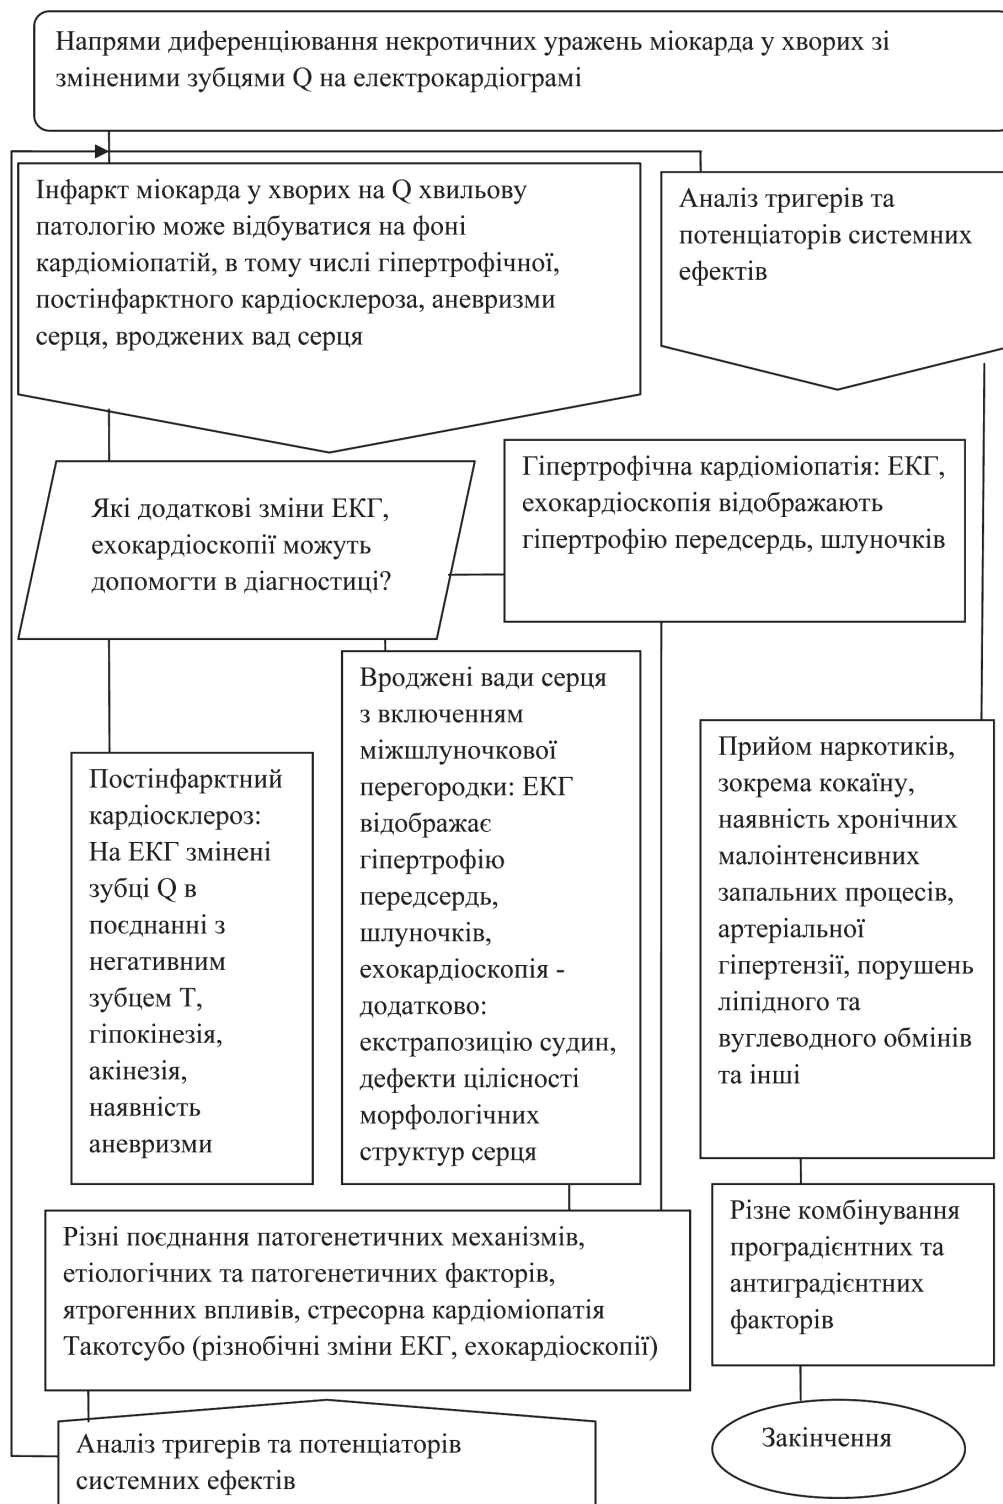 Напрями диференціювання некротичних уражень міокарда у хворих зі
зміненими зубцями Q на електрокардіограмі
Інфаркт міокарда у хворих на Q хвильову
патологію може відбуватися на фоні
кардіоміопатій, в тому числі гіпертрофічної,
постінфарктного кардіосклероза, аневризми
серця, вроджених вад серця
Аналіз тригерів та
потенціаторів системних
ефектів
Які додаткові зміни ЕКГ,
ехокардіоскопії можуть
допомогти в діагностиці?
Гіпертрофічна кардіоміопатія: ЕКГ,
ехокардіоскопія відображають
гіпертрофію передсердь, шлуночків
Постінфарктний
кардіосклероз:
На ЕКГ змінені
зубці Q в
поєднанні з
негативним
зубцем Т,
гіпокінезія,
акінезія,
наявність
аневризми
Вроджені вади серця
з включенням
міжшлуночкової
перегородки: ЕКГ
відображає
гіпертрофію
передсердь,
шлуночків,
ехокардіоскопія -
додатково:
екстрапозицію судин,
дефекти цілісності
морфологічних
структур серця
Прийом наркотиків,
зокрема кокаїну,
наявність хронічних
малоінтенсивних
запальних процесів,
артеріальної
гіпертензії, порушень
ліпідного та
вуглеводного обмінів
та інші
Різні поєднання патогенетичних механізмів,
етіологічних та патогенетичних факторів,
ятрогенних впливів, стресорна кардіоміопатія
Такотсубо (різнобічні зміни ЕКГ, ехокардіоскопії)
Різне комбінування
проградієнтних та
антиградієнтних
факторів
Аналіз тригерів та потенціаторів
системних ефектів
Закінчення